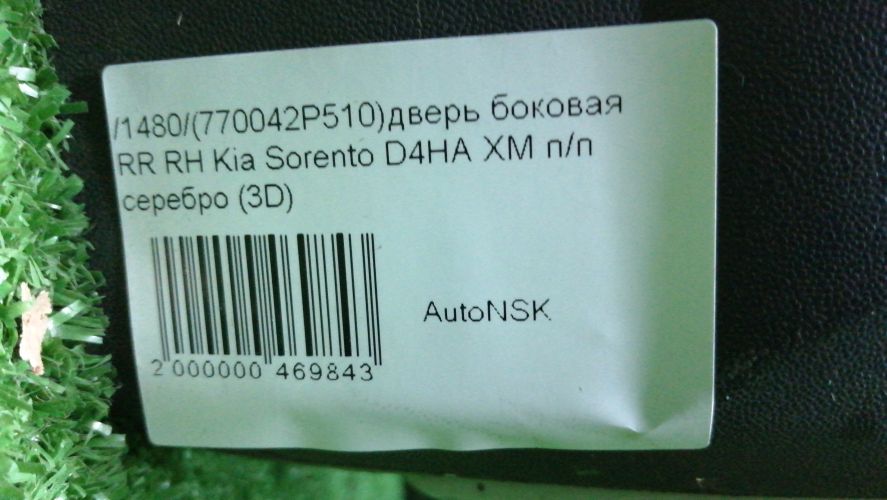 /1480/(770042P510)дверь боковая
RR RH Kia Sorento D4HA XM п/п
серебро (3D)
AutoNSK
2 000000 469843